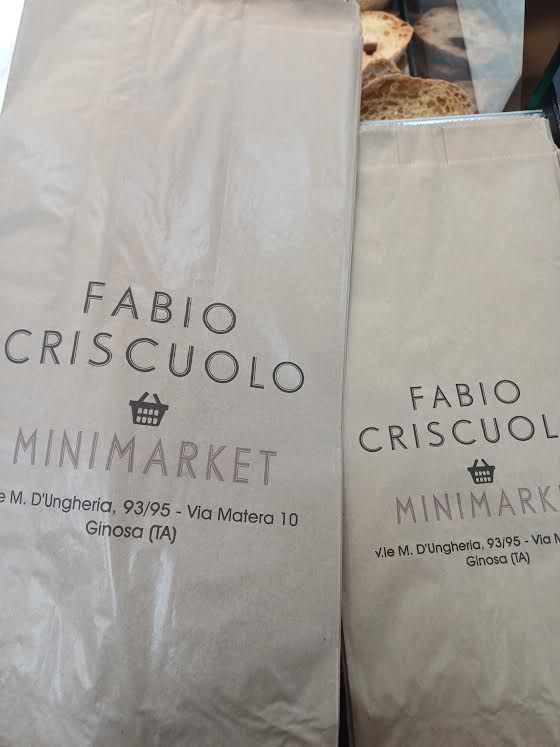 FABIO
CRISCUOLO
MINIMARKET
e M. D'Ungheria, 93/95 - Via Matera 10
Ginosa (TA)
FABIO
CRISCUOL
MINIMARK
v.le M. D'Ungheria, 93/95 - Via M
Ginosa (TA)